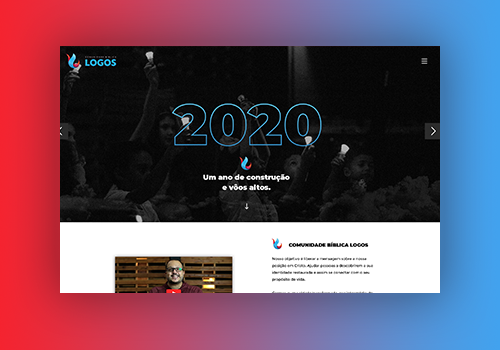 COMUNIDADE BÍBLICA
LOGOS
2020
Um ano de construção
e vôos altos.
COMUNIDADE BÍBLICA LOGOS
Nosso objetivo é liberar a mensagem sobre a nossa
posição em Cristo. Ajudar pessoas a descobrirem a sua
identidade restaurada e assim se conectar com o seu
propósito de vida.